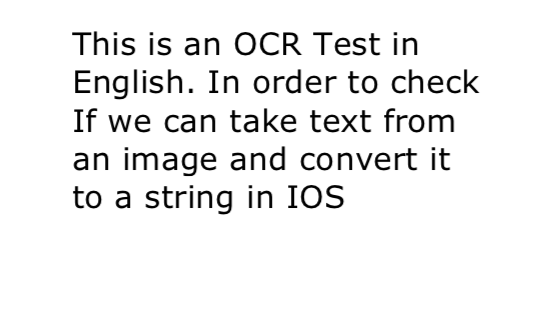 This is an OCR Test in
English. In order to check
If we can take text from
an image and convert it
to a string in IOS